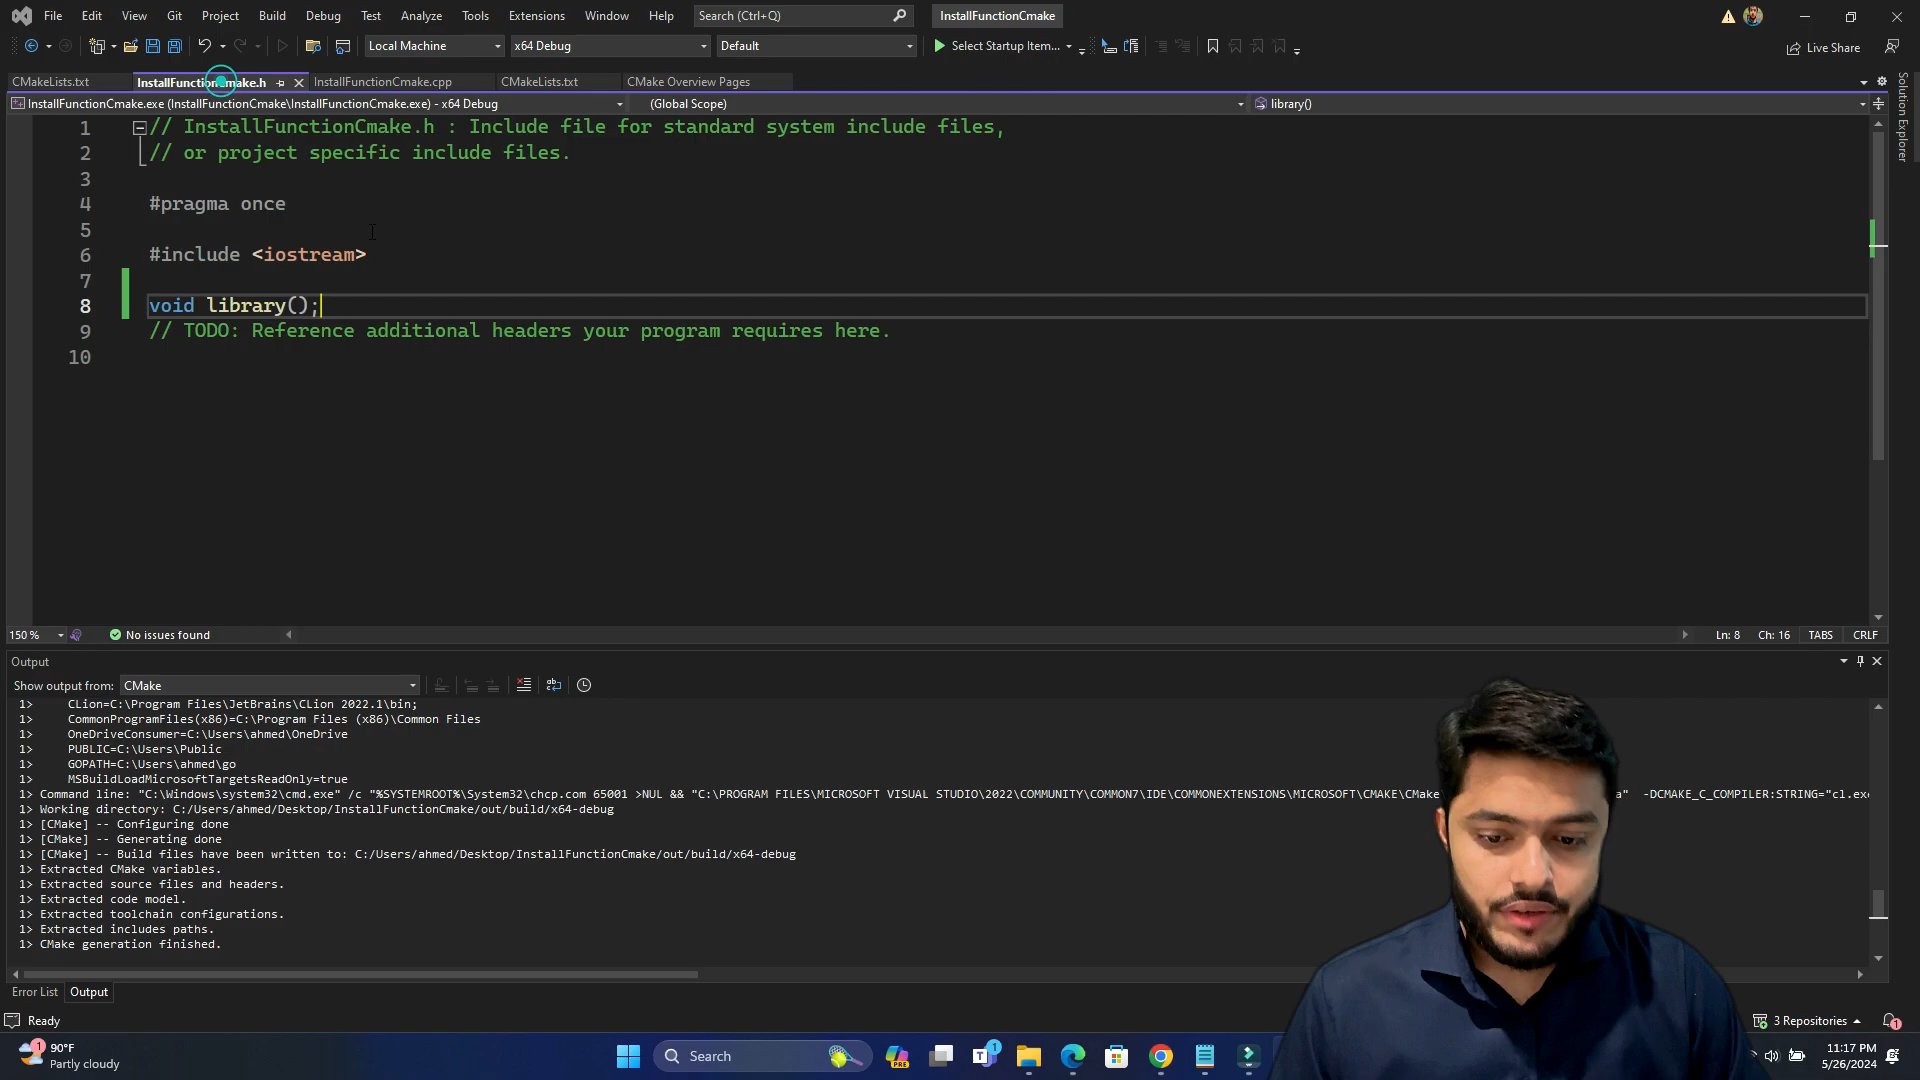 File Edit View Git Project Build Debug Test Analyze Tools Extensions Window Help Search (Ctrl+Q) InstallFunctionCmake
Local Machine x64 Debug Default Select Startup Item... Live Share
CMakeLists.txt InstallFunctionCmake.h InstallFunctionCmake.cpp CMakeLists.txt CMake Overview Pages
InstallFunctionCmake.exe (InstallFunctionCmake\InstallFunctionCmake.exe) - x64 Debug (Global Scope) library()
Solution Explorer
1 // InstallFunctionCmake.h : Include file for standard system include files,
2 // or project specific include files.
3
4 #pragma once
5
6 #include <iostream>
7
8 void library();
9 // TODO: Reference additional headers your program requires here.
10
150 % No issues found Ln: 8 Ch: 16 TABS CRLF
Output
Show output from: CMake
1> CLion=C:\Program Files\JetBrains\CLion 2022.1\bin;
1> CommonProgramFiles(x86)=C:\Program Files (x86)\Common Files
1> OneDriveConsumer=C:\Users\ahmed\OneDrive
1> PUBLIC=C:\Users\Public
1> GOPATH=C:\Users\ahmed\go
1> MSBuildLoadMicrosoftTargetsReadOnly=true
1> Command line: "C:\Windows\system32\cmd.exe" /c "%SYSTEMROOT%\System32\chcp.com 65001 >NUL && "C:\PROGRAM FILES\MICROSOFT VISUAL STUDIO\2022\COMMUNITY\COMMON7\IDE\COMMONEXTENSIONS\MICROSOFT\CMAKE\CMake -DCMAKE_C_COMPILER:STRING="cl.exe
1> Working directory: C:/Users/ahmed/Desktop/InstallFunctionCmake/out/build/x64-debug
1> [CMake] -- Configuring done
1> [CMake] -- Generating done
1> [CMake] -- Build files have been written to: C:/Users/ahmed/Desktop/InstallFunctionCmake/out/build/x64-debug
1> Extracted CMake variables.
1> Extracted source files and headers.
1> Extracted code model.
1> Extracted toolchain configurations.
1> Extracted includes paths.
1> CMake generation finished.
Error List Output
Ready 3 Repositories 1
1 90°F
Partly cloudy
Search PRE 1
11:17 PM
5/26/2024